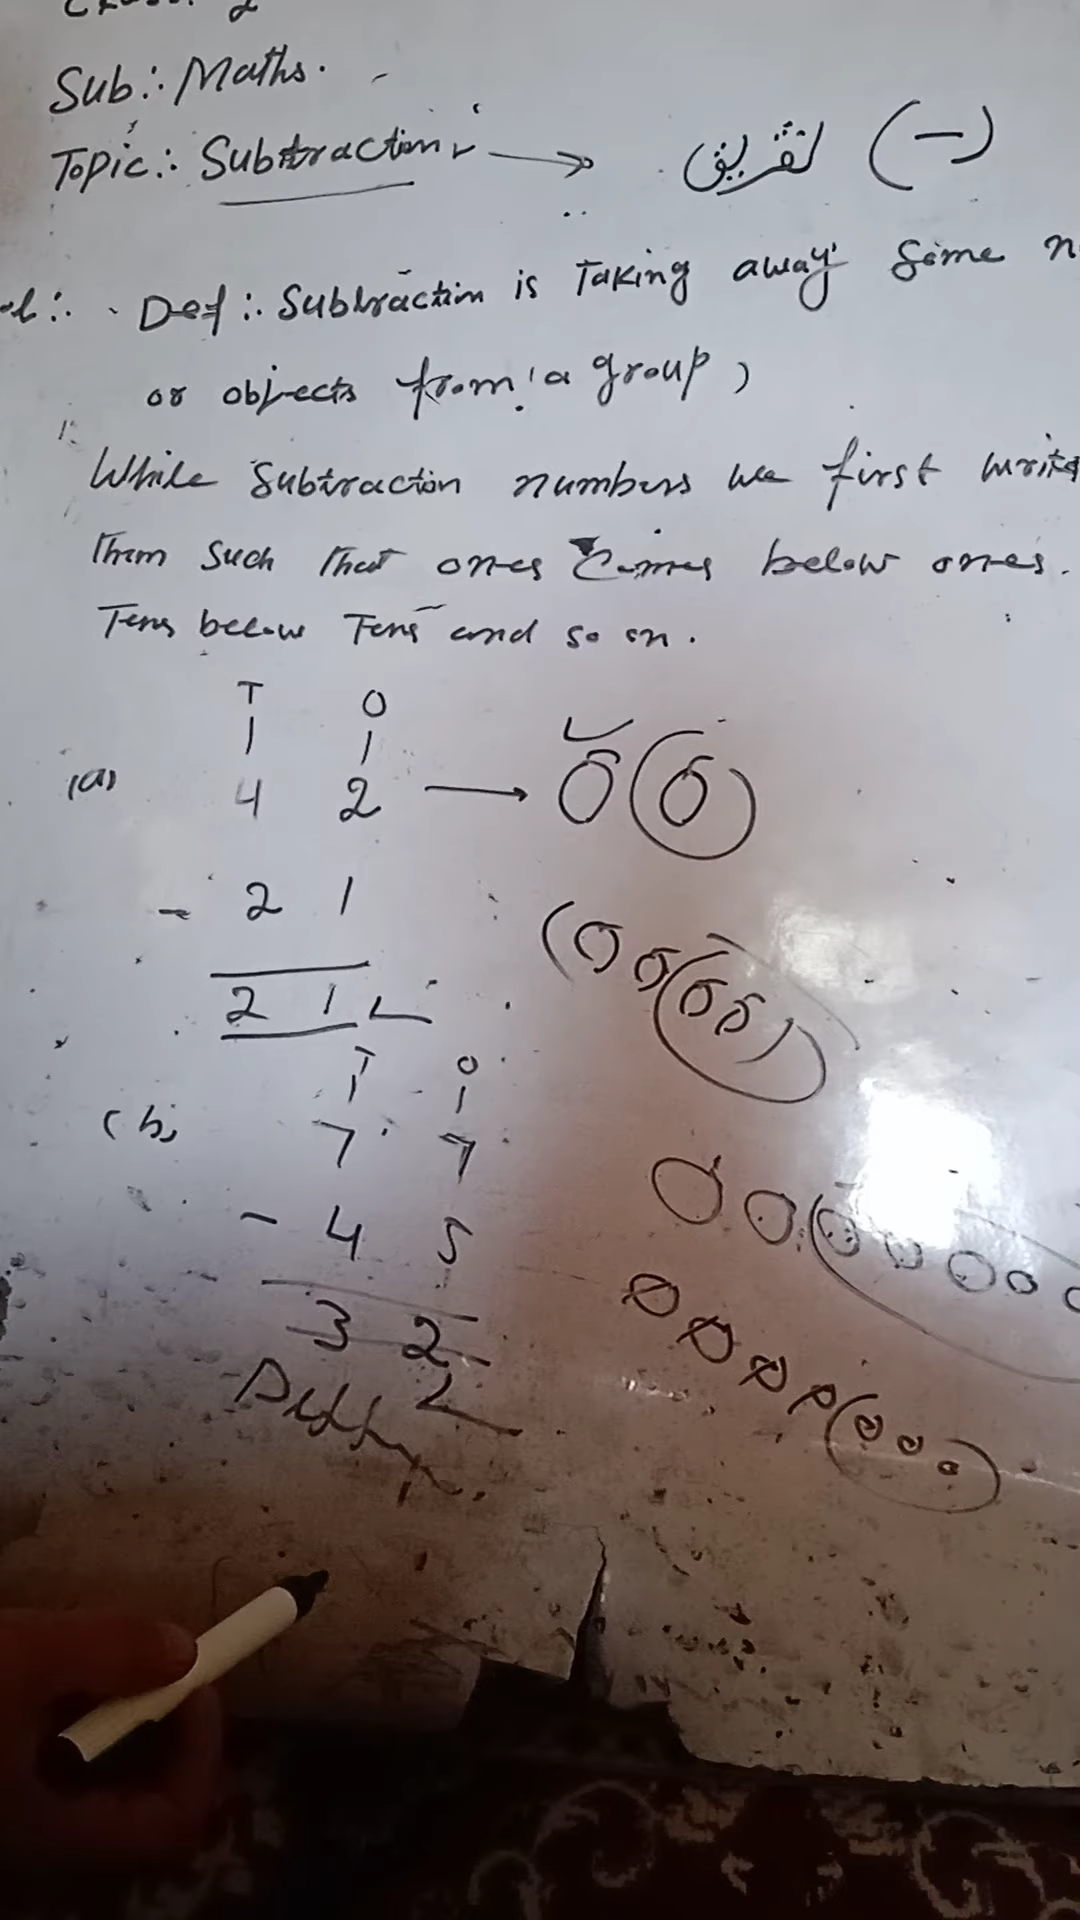 Class: 2
Sub:. Maths.
Topic:. Subtraction → تفریق (−)
Def:. Subtraction is Taking away some
or objects from a group,
While Subtraction numbers we first write
Them Such That ones Comes below ones.
Tens below Tens and so on.
T O
(a) 4 2 →
- 2 1
2 1
T O
(b) 7 7
- 4 5
3 2